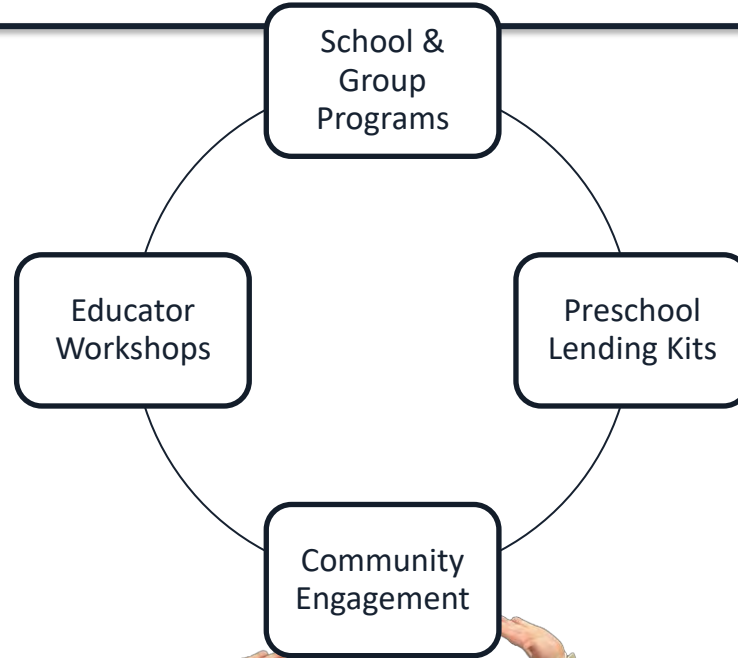 School &
Group
Programs
Educator
Workshops
Preschool
Lending Kits
Community
Engagement